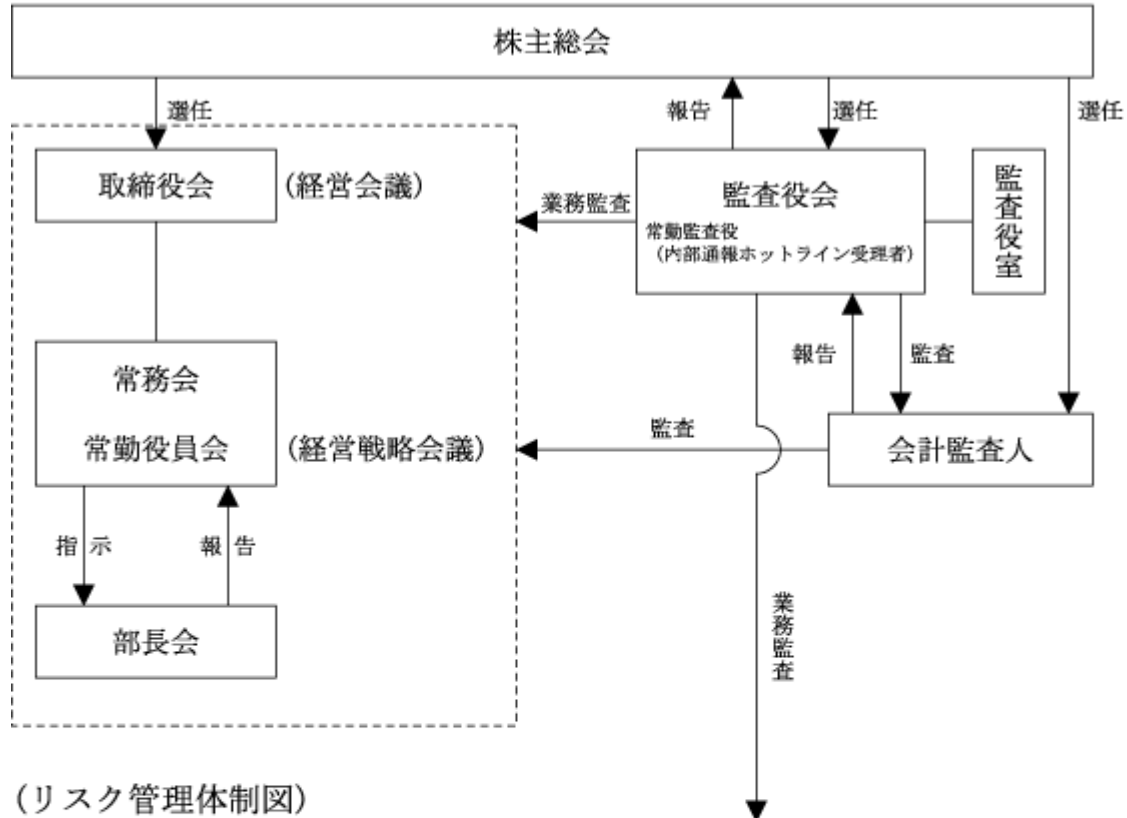 株主総会
選任
報告
選任
選任
取締役会
(経営会議)
監査役会
常勤監査役
(内部通報ホットライン受理者)
監査役室
業務監査
常務会
常勤役員会
(経営戦略会議)
報告
監査
監査
会計監査人
指示
報告
部長会
業務監査
(リスク管理体制図)